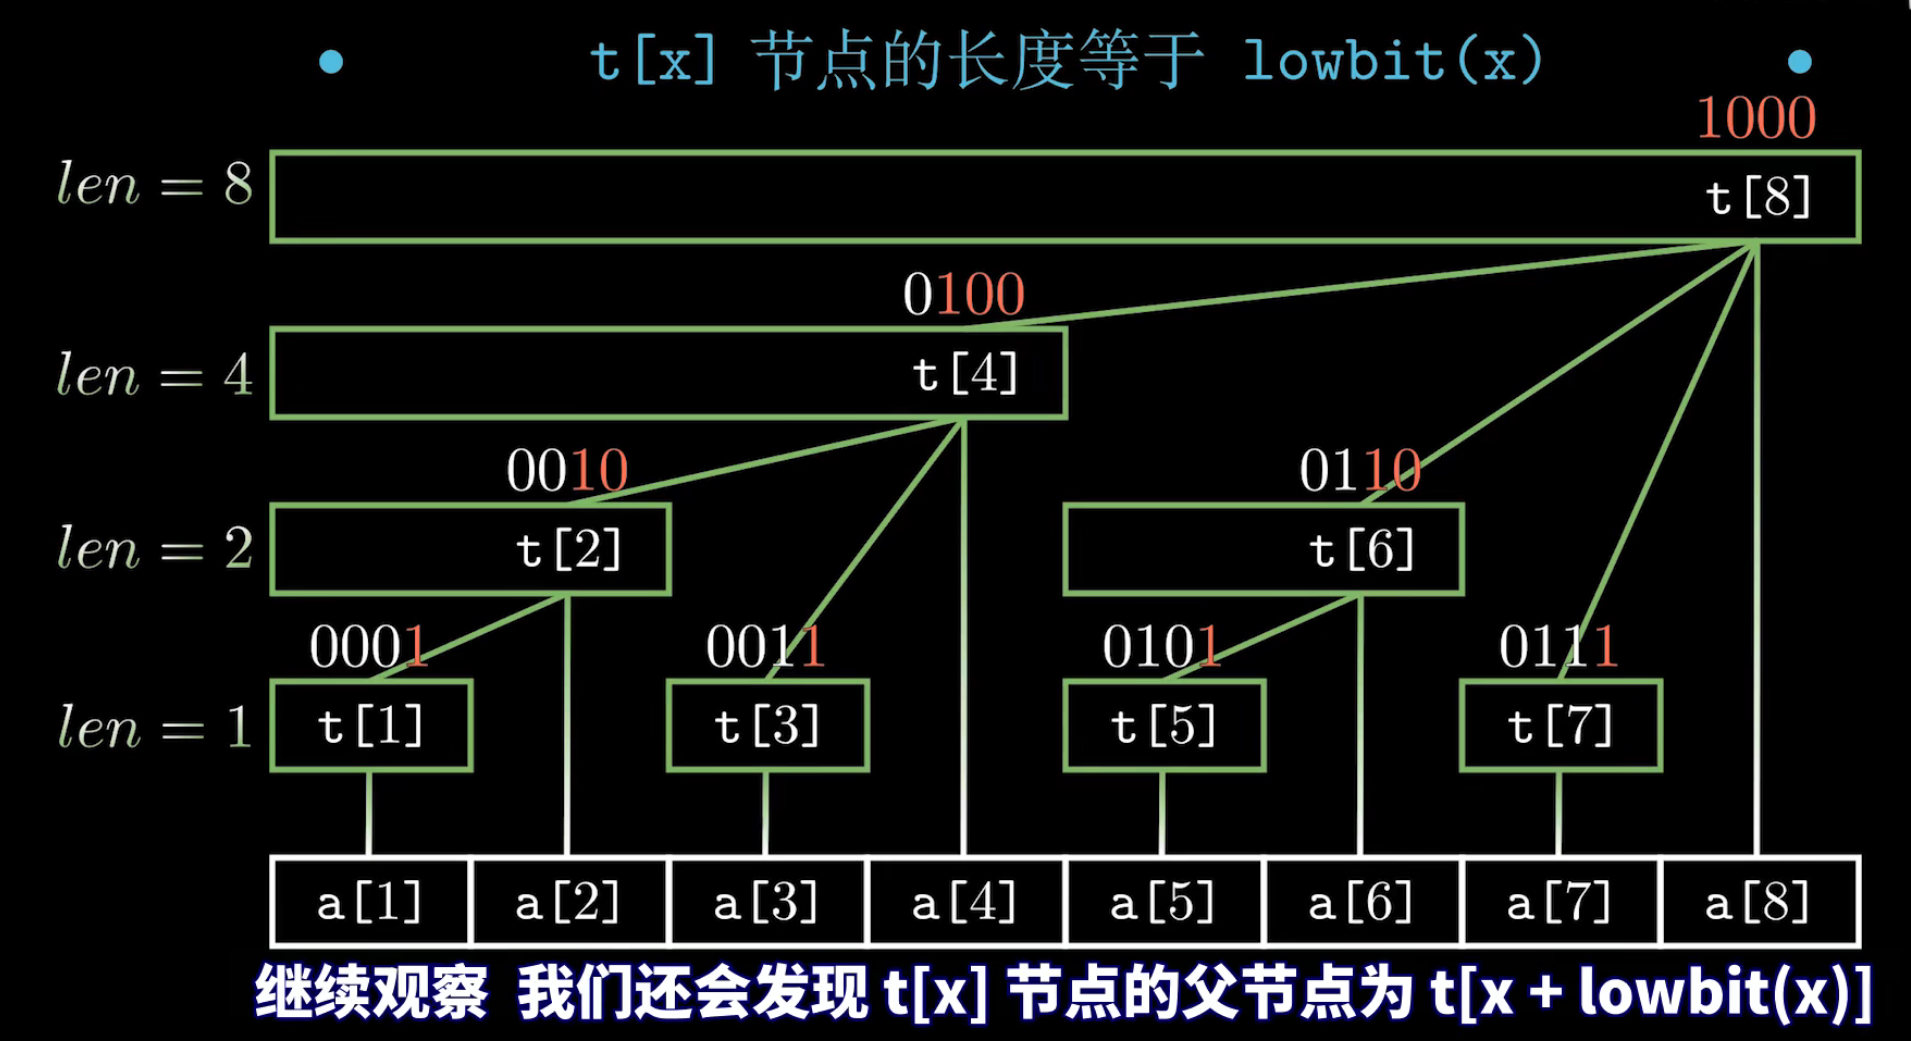 t[x] 节点的长度等于 lowbit(x)
1000
len = 8
t[8]
0100
len = 4
t[4]
0010 0110
len = 2
t[2] t[6]
0001 0011 0101 0111
len = 1
t[1] t[3] t[5] t[7]
a[1] a[2] a[3] a[4] a[5] a[6] a[7] a[8]
继续观察 我们还会发现 t[x] 节点的父节点为 t[x + lowbit(x)]